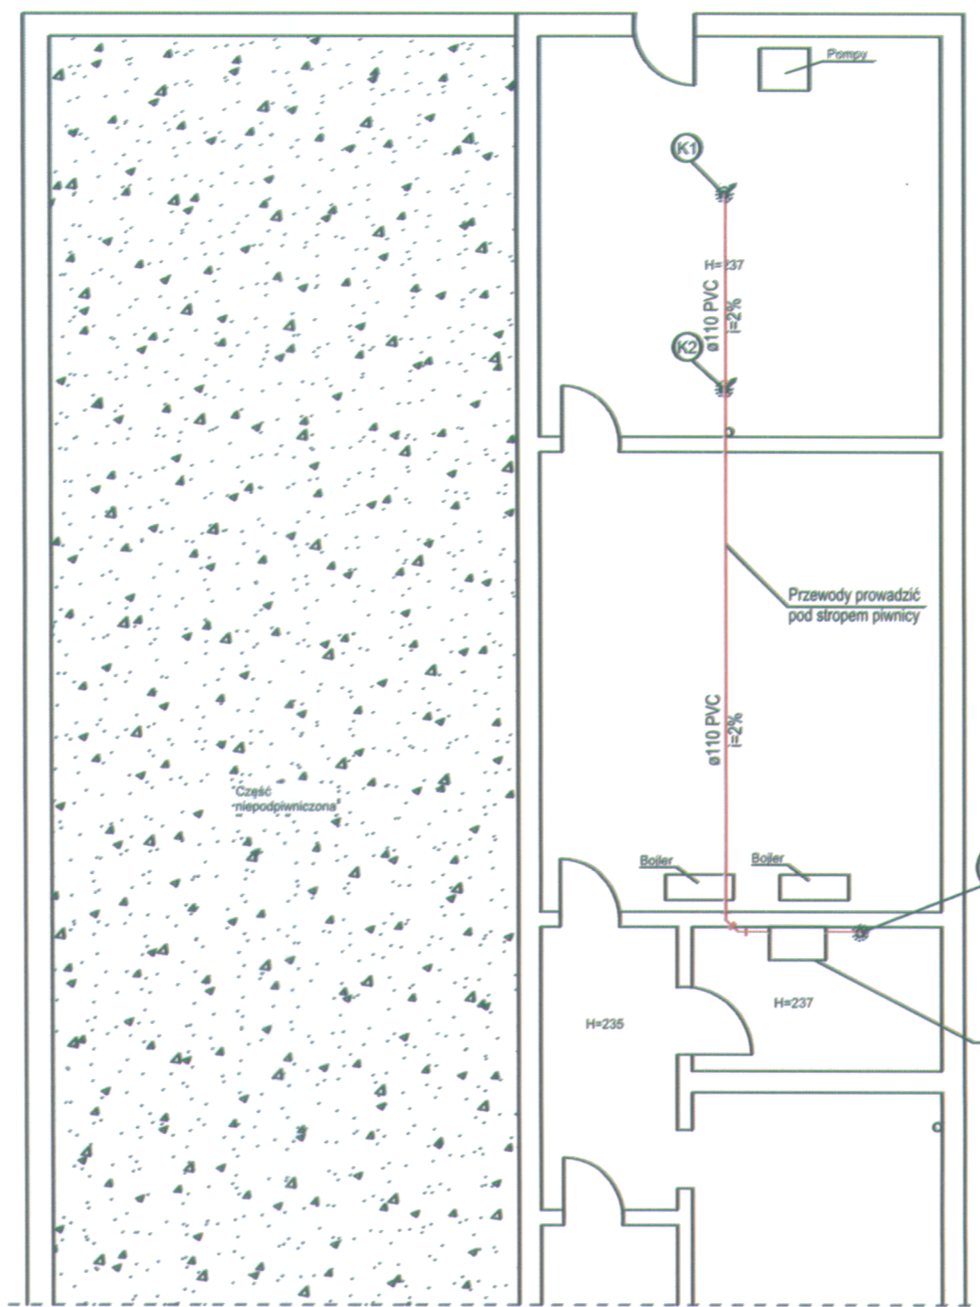 Pompy
K1
H=237
ø110 PVC
i=2%
K2
Przewody prowadzić
pod stropem piwnicy
ø110 PVC
i=2%
Część
niepodpiwniczona
Bojler
Bojler
H=237
H=235